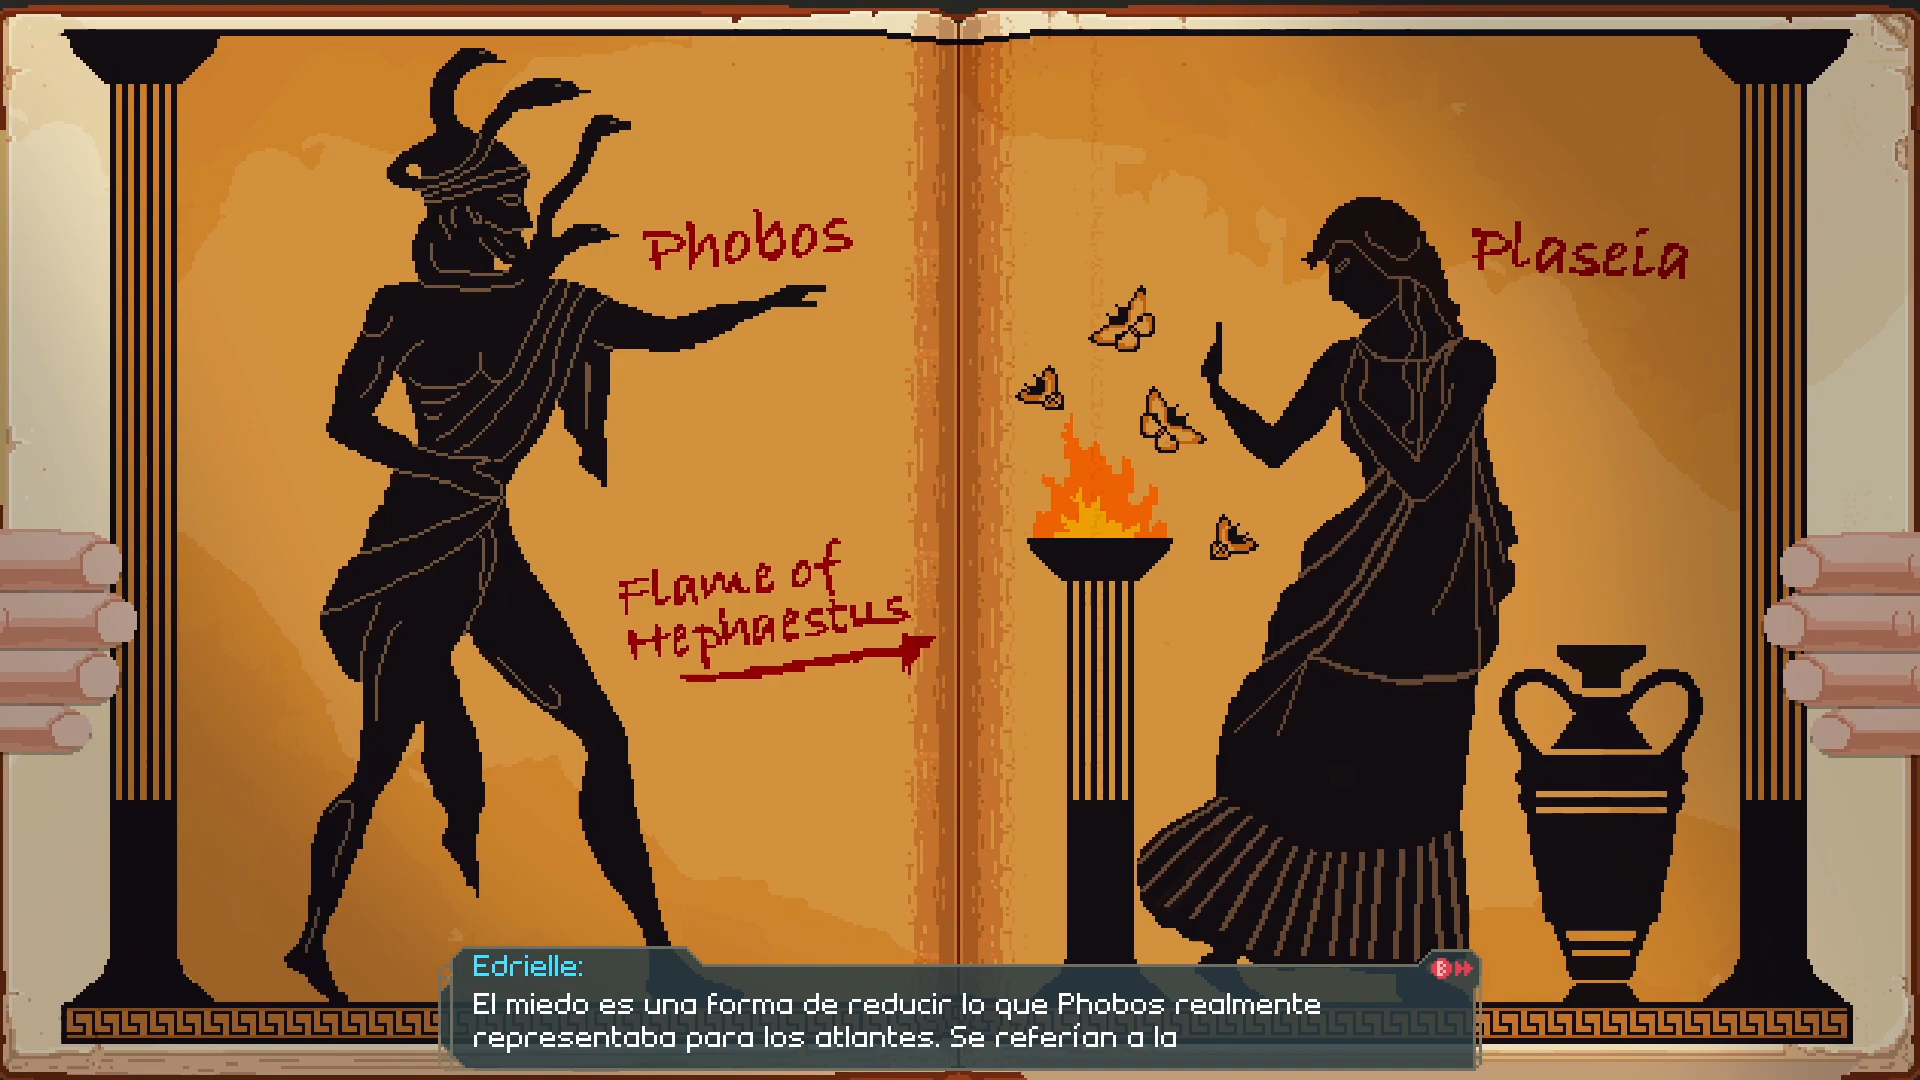 Phobos
Plaseia
Flame of
Hephaestus
Edrielle:
B
El miedo es una forma de reducir lo que Phobos realmente
representaba para los atlantes. Se referían a la